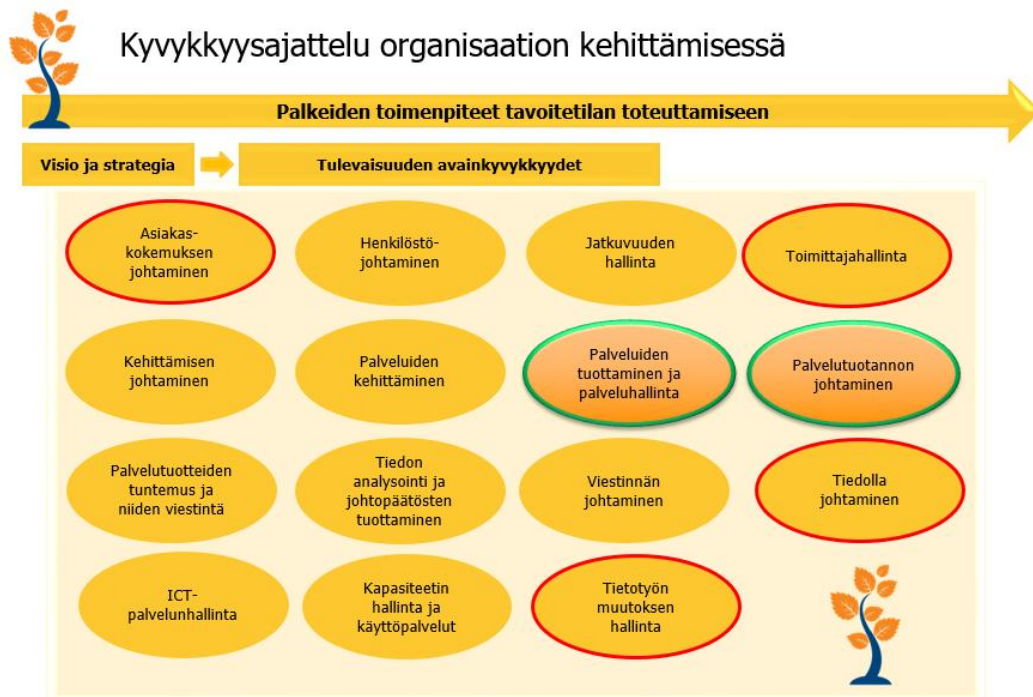 Kyvykkyysajattelu organisaation kehittämisessä
Palkeiden toimenpiteet tavoitetilan toteuttamiseen
Visio ja strategia
Tulevaisuuden avainkyvykkyydet
Asiakas-
kokemuksen
johtaminen
Henkilöstö-
johtaminen
Jatkuvuuden
hallinta
Toimittajahallinta
Kehittämisen
johtaminen
Palveluiden
kehittäminen
Palveluiden
tuottaminen ja
palveluhallinta
Palvelutuotannon
johtaminen
Palvelutuotteiden
tuntemus ja
niiden viestintä
Tiedon
analysointi ja
johtopäätösten
tuottaminen
Viestinnän
johtaminen
Tiedolla
johtaminen
ICT-
palvelunhallinta
Kapasiteetin
hallinta ja
käyttöpalvelut
Tietotyön
muutoksen
hallinta